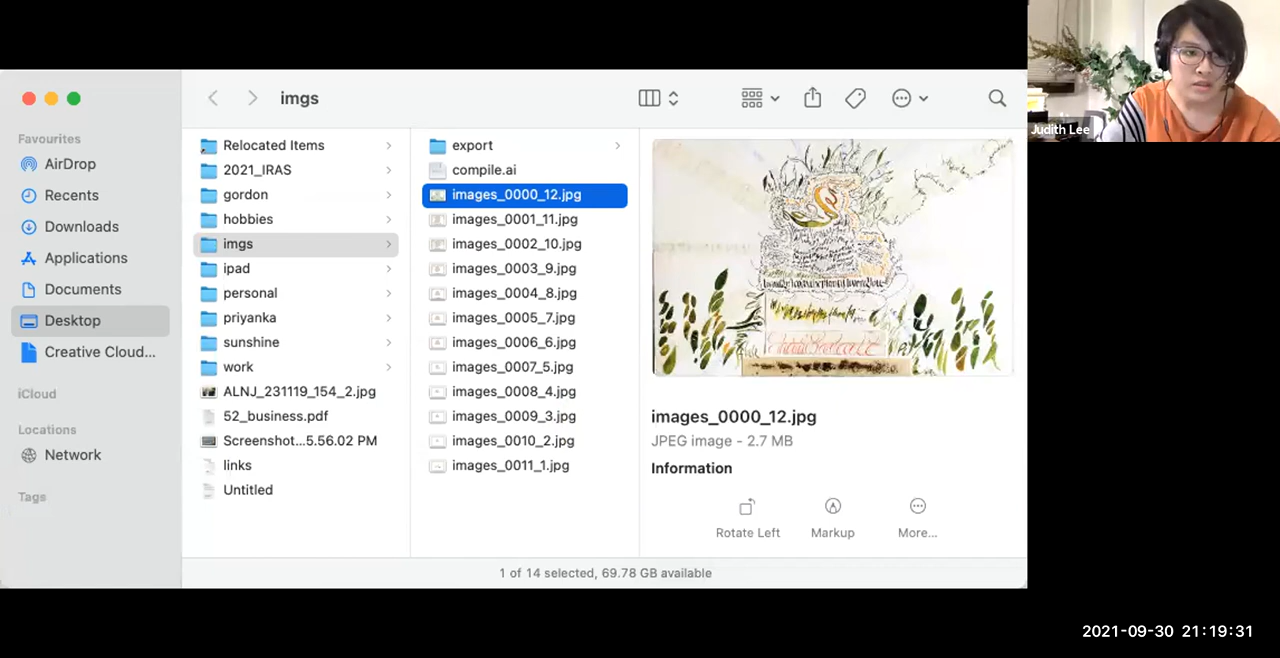 imgs
Judith Lee
Favourites
AirDrop
Recents
Downloads
Applications
Documents
Desktop
Creative Cloud...
iCloud
Locations
Network
Tags
Relocated Items
2021_IRAS
gordon
hobbies
imgs
ipad
personal
priyanka
sunshine
work
ALNJ_231119_154_2.jpg
52_business.pdf
Screenshot...5.56.02 PM
links
Untitled
export
compile.ai
images_0000_12.jpg
images_0001_11.jpg
images_0002_10.jpg
images_0003_9.jpg
images_0004_8.jpg
images_0005_7.jpg
images_0006_6.jpg
images_0007_5.jpg
images_0008_4.jpg
images_0009_3.jpg
images_0010_2.jpg
images_0011_1.jpg
images_0000_12.jpg
JPEG image - 2.7 MB
Information
Rotate Left
Markup
More...
1 of 14 selected, 69.78 GB available
2021-09-30 21:19:31